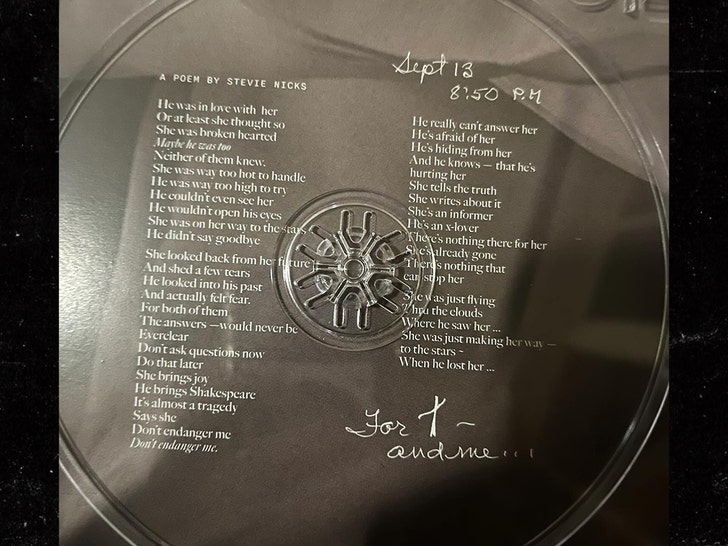 A POEM BY STEVIE NICKS
He was in love with her
Or at least she thought so
She was broken hearted
Maybe he was too
Neither of them knew.
She was way too hot to handle
He was way too high to try
He couldn't even see her
He wouldn't open his eyes
She was on her way to the stars
He didn't say goodbye
She looked back from her future
And shed a few tears
He looked into his past
And actually felt fear.
For both of them
The answers — would never be
Everclear
Don't ask questions now
Do that later
She brings joy
He brings Shakespeare
It's almost a tragedy
Says she
Don't endanger me
Don't endanger me.
Sept 13
8:50 P.M
He really can't answer her
He's afraid of her
He's hiding from her
And he knows — that he's
hurting her
She tells the truth
She writes about it
She's an informer
He's an x-lover
There's nothing there for her
She's already gone
There's nothing that
can stop her
She was just flying
Thru the clouds
Where he saw her ...
She was just making her way —
to the stars ~
When he lost her ...
For T ~
and me...